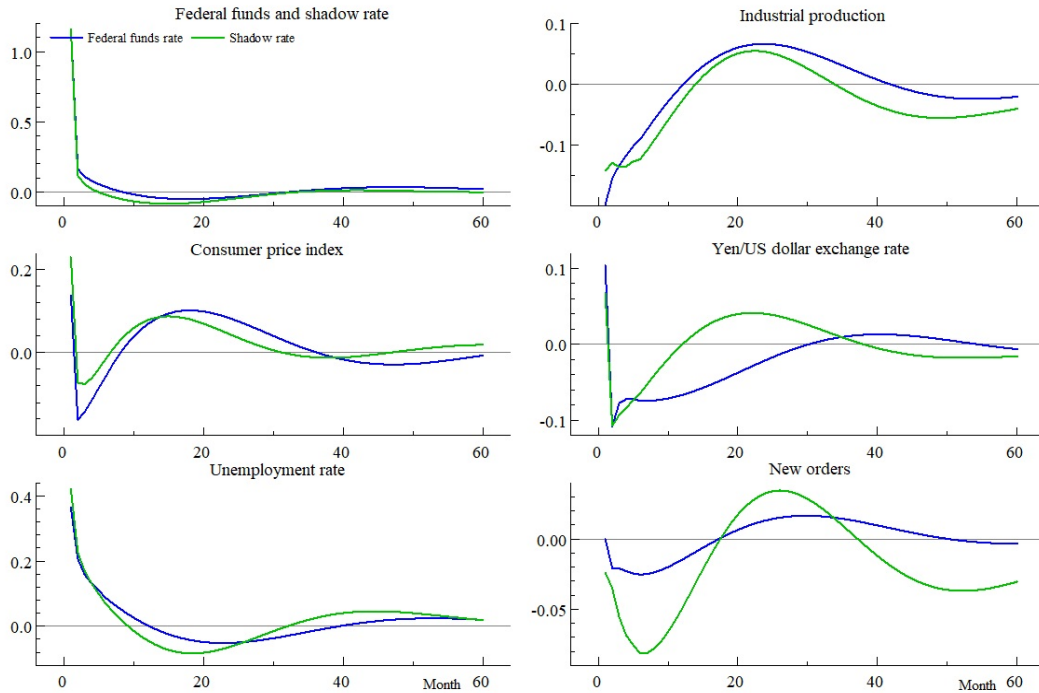 Federal funds and shadow rate
Federal funds rate Shadow rate
1.0
0.5
0.0
0 20 40 60
Industrial production
0.1
0.0
-0.1
0 20 40 60
Consumer price index
0.2
0.0
0 20 40 60
Yen/US dollar exchange rate
0.1
0.0
-0.1
0 20 40 60
Unemployment rate
0.4
0.2
0.0
0 20 40 Month 60
New orders
0.00
-0.05
0 20 40 Month 60